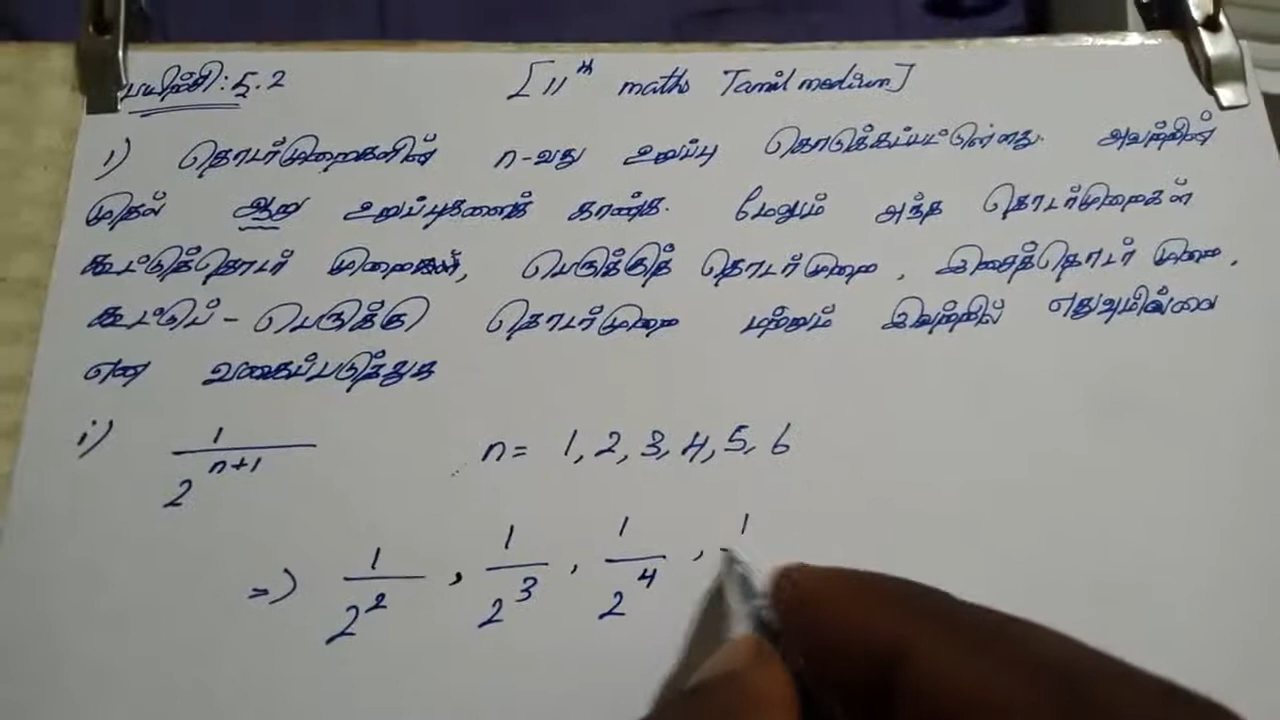 பயிற்சி: 5.2 [11th maths Tamil medium]
1) தொடர்முறைகளின் n-வது உறுப்பு கொடுக்கப்பட்டுள்ளது. அவற்றின்
முதல் ஆறு உறுப்புகளைக் காண்க. மேலும் அந்த தொடர்முறைகள்
கூட்டுத்தொடர் முறைகள், பெருக்குத் தொடர்முறை, இசைத்தொடர் முறை,
கூட்டுப் - பெருக்கு தொடர்முறை மற்றும் இவற்றில் எதுவுமில்லை
என வகைப்படுத்துக
i) 1/2^(n+1) n = 1, 2, 3, 4, 5, 6
=) 1/2^2, 1/2^3, 1/2^4, 1